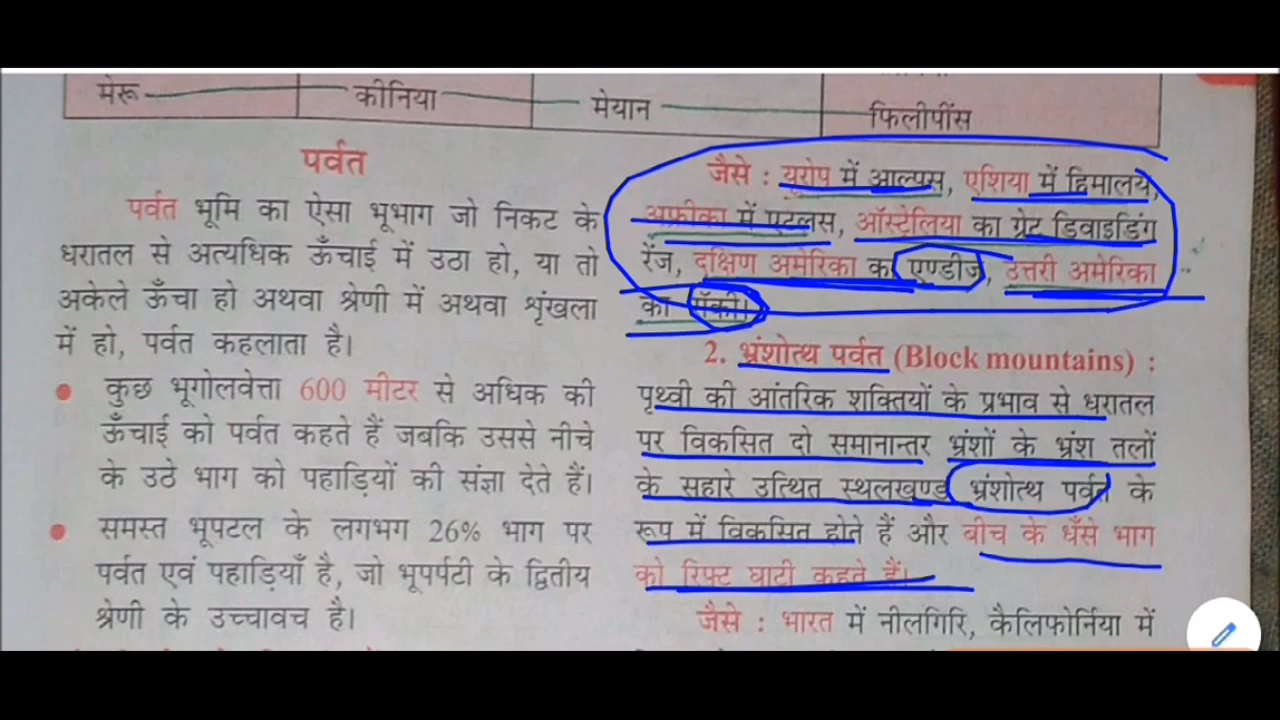 मेरू
कीनिया
मेयान
फिलीपींस
पर्वत
पर्वत भूमि का ऐसा भूभाग जो निकट के
धरातल से अत्यधिक ऊँचाई में उठा हो, या तो
अकेले ऊँचा हो अथवा श्रेणी में अथवा शृंखला
में हो, पर्वत कहलाता है।
कुछ भूगोलवेत्ता 600 मीटर से अधिक की
ऊँचाई को पर्वत कहते हैं जबकि उससे नीचे
के उठे भाग को पहाड़ियों की संज्ञा देते हैं।
समस्त भूपटल के लगभग 26% भाग पर
पर्वत एवं पहाड़ियाँ है, जो भूपर्पटी के द्वितीय
श्रेणी के उच्चावच है।
जैसे : यूरोप में आल्पस, एशिया में हिमालय,
अफ्रीका में एटलस, ऑस्ट्रेलिया का ग्रेट डिवाइडिंग
रेंज, दक्षिण अमेरिका का एण्डीज, उत्तरी अमेरिका
का रॉकी।
2. भ्रंशोत्थ पर्वत (Block mountains) :
पृथ्वी की आंतरिक शक्तियों के प्रभाव से धरातल
पर विकसित दो समानान्तर भ्रंशों के भ्रंश तलों
के सहारे उत्थित स्थलखण्ड भ्रंशोत्थ पर्वत के
रूप में विकसित होते हैं और बीच के धँसे भाग
को रिफ्ट घाटी कहते हैं।
जैसे : भारत में नीलगिरि, कैलिफोर्निया में